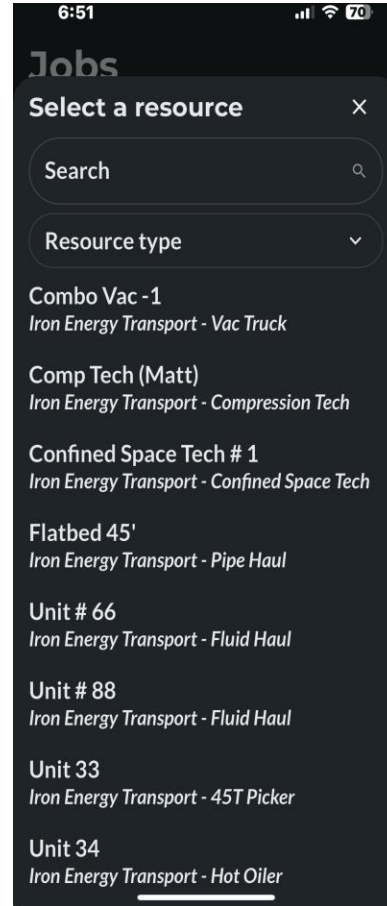 6:51
70
Jobs
Select a resource
Search
Resource type
Combo Vac -1
Iron Energy Transport - Vac Truck
Comp Tech (Matt)
Iron Energy Transport - Compression Tech
Confined Space Tech # 1
Iron Energy Transport - Confined Space Tech
Flatbed 45'
Iron Energy Transport - Pipe Haul
Unit # 66
Iron Energy Transport - Fluid Haul
Unit # 88
Iron Energy Transport - Fluid Haul
Unit 33
Iron Energy Transport - 45T Picker
Unit 34
Iron Energy Transport - Hot Oiler